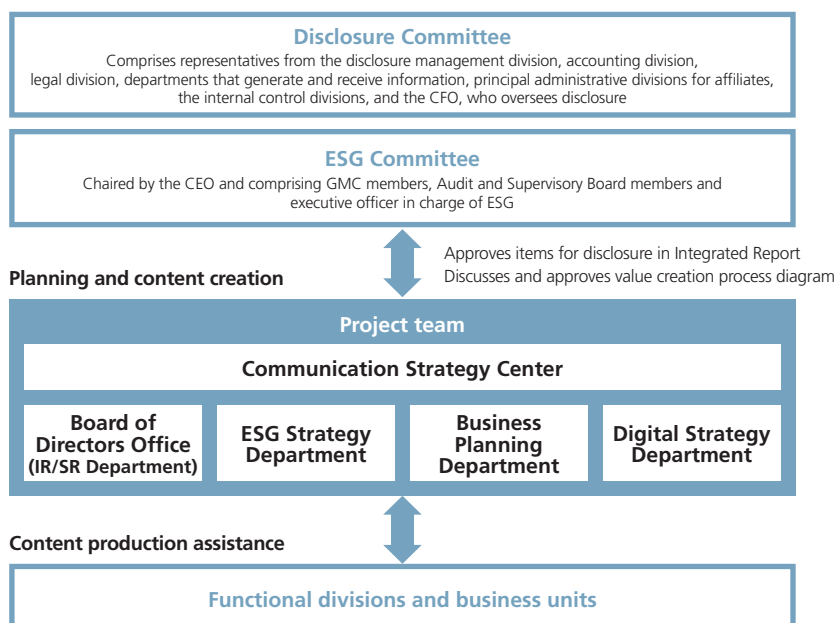 Disclosure Committee
Comprises representatives from the disclosure management division, accounting division,
legal division, departments that generate and receive information, principal administrative divisions for affiliates,
the internal control divisions, and the CFO, who oversees disclosure
ESG Committee
Chaired by the CEO and comprising GMC members, Audit and Supervisory Board members and
executive officer in charge of ESG
Approves items for disclosure in Integrated Report
Discusses and approves value creation process diagram
Planning and content creation
Project team
Communication Strategy Center
Board of
Directors Office
(IR/SR Department)
ESG Strategy
Department
Business
Planning
Department
Digital Strategy
Department
Content production assistance
Functional divisions and business units